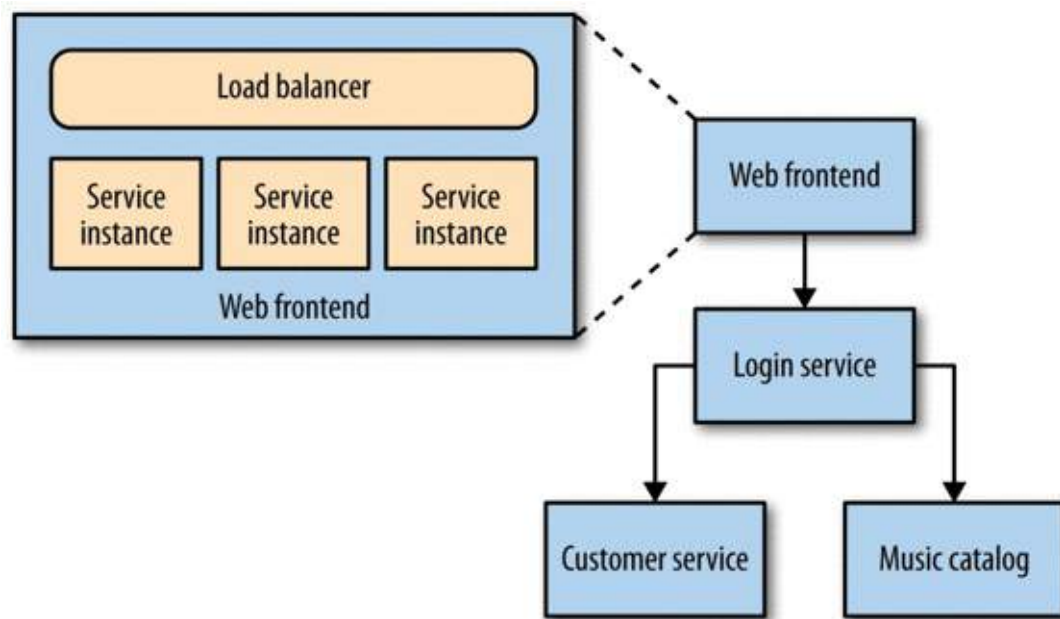 Load balancer
Service
instance
Service
instance
Service
instance
Web frontend
Web frontend
Login service
Customer service
Music catalog